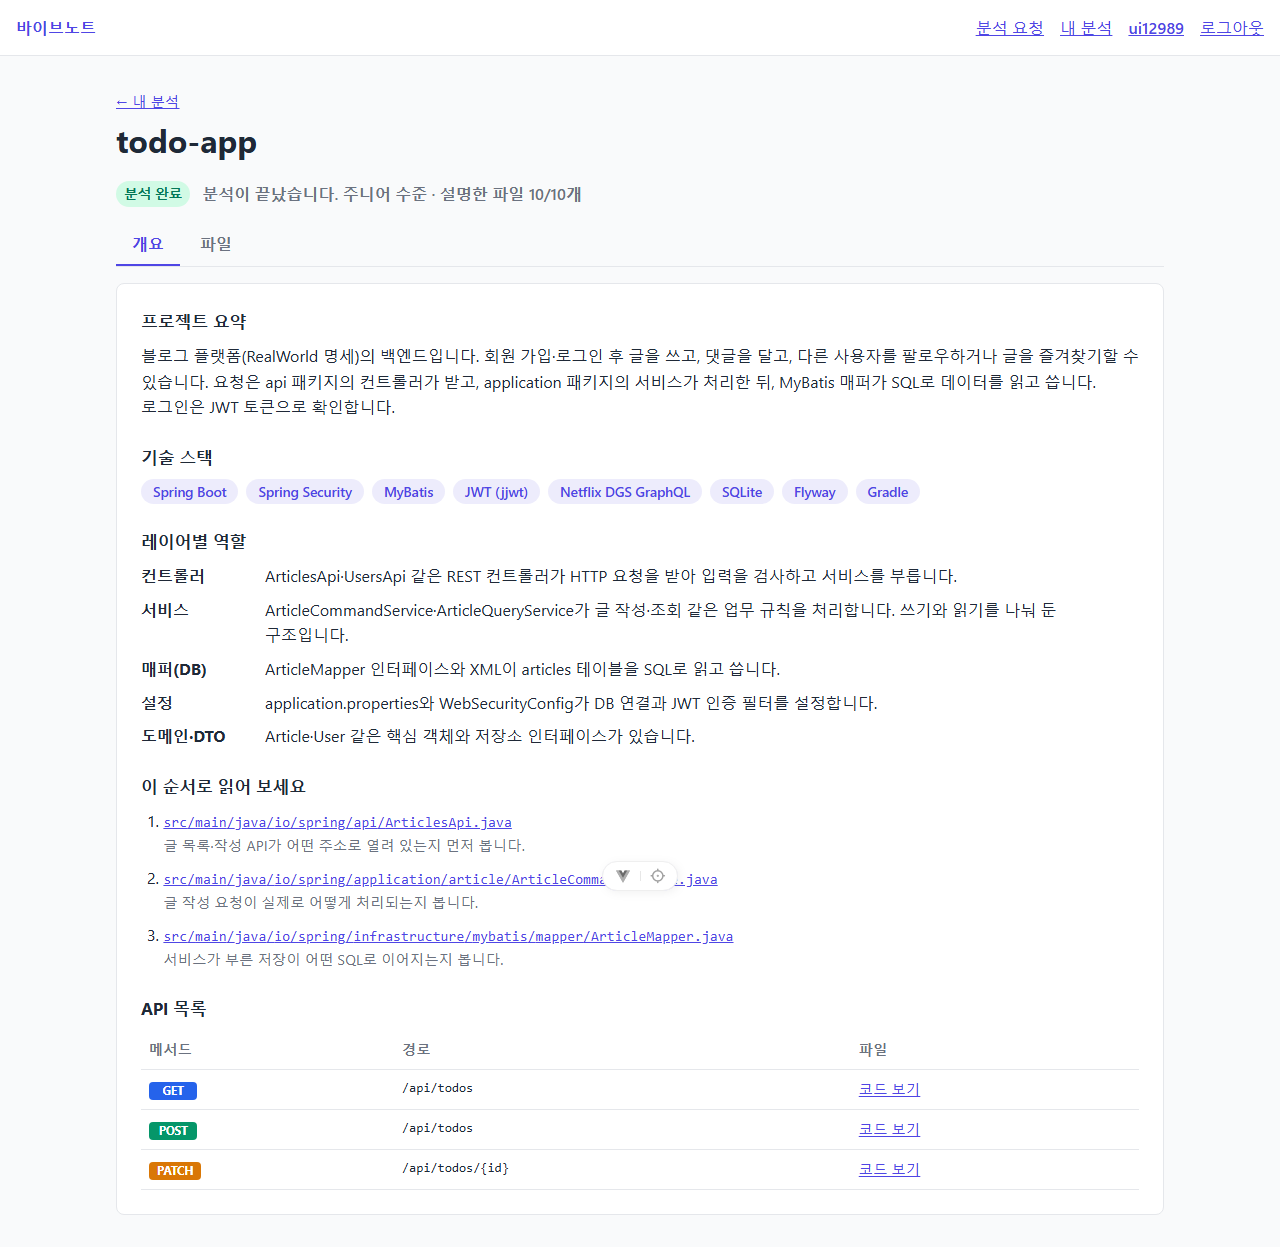 바이브노트
분석 요청 내 분석 ui12989 로그아웃
← 내 분석
todo-app
분석 완료 분석이 끝났습니다. 주니어 수준 · 설명한 파일 10/10개
개요 파일
프로젝트 요약
블로그 플랫폼(RealWorld 명세)의 백엔드입니다. 회원 가입·로그인 후 글을 쓰고, 댓글을 달고, 다른 사용자를 팔로우하거나 글을 즐겨찾기할 수
있습니다. 요청은 api 패키지의 컨트롤러가 받고, application 패키지의 서비스가 처리한 뒤, MyBatis 매퍼가 SQL로 데이터를 읽고 씁니다.
로그인은 JWT 토큰으로 확인합니다.
기술 스택
Spring Boot Spring Security MyBatis JWT (jjwt) Netflix DGS GraphQL SQLite Flyway Gradle
레이어별 역할
컨트롤러 ArticlesApi·UsersApi 같은 REST 컨트롤러가 HTTP 요청을 받아 입력을 검사하고 서비스를 부릅니다.
서비스 ArticleCommandService·ArticleQueryService가 글 작성·조회 같은 업무 규칙을 처리합니다. 쓰기와 읽기를 나눠 둔
구조입니다.
매퍼(DB) ArticleMapper 인터페이스와 XML이 articles 테이블을 SQL로 읽고 씁니다.
설정 application.properties와 WebSecurityConfig가 DB 연결과 JWT 인증 필터를 설정합니다.
도메인·DTO Article·User 같은 핵심 객체와 저장소 인터페이스가 있습니다.
이 순서로 읽어 보세요
1. src/main/java/io/spring/api/ArticlesApi.java
글 목록·작성 API가 어떤 주소로 열려 있는지 먼저 봅니다.
2. src/main/java/io/spring/application/article/ArticleComma .java
글 작성 요청이 실제로 어떻게 처리되는지 봅니다.
3. src/main/java/io/spring/infrastructure/mybatis/mapper/ArticleMapper.java
서비스가 부른 저장이 어떤 SQL로 이어지는지 봅니다.
API 목록
메서드 경로 파일
GET /api/todos 코드 보기
POST /api/todos 코드 보기
PATCH /api/todos/{id} 코드 보기